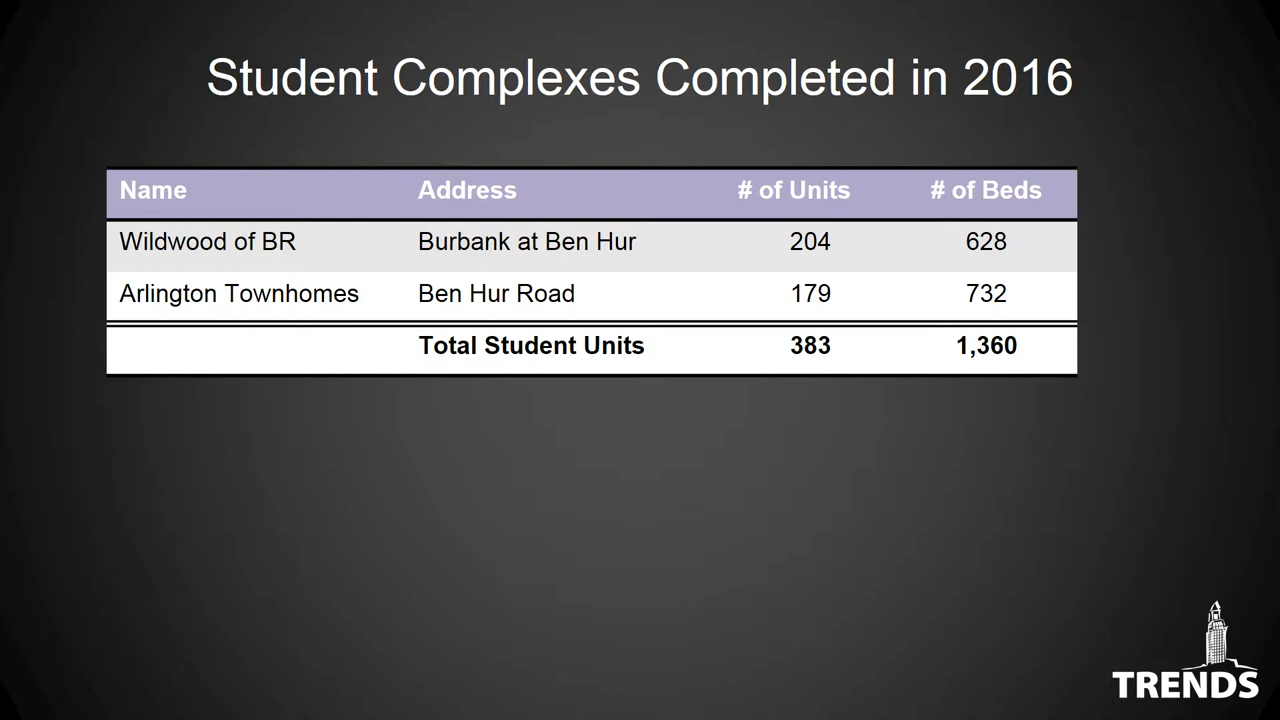 Student Complexes Completed in 2016
Name Address # of Units # of Beds
Wildwood of BR Burbank at Ben Hur 204 628
Arlington Townhomes Ben Hur Road 179 732
Total Student Units 383 1,360
TRENDS